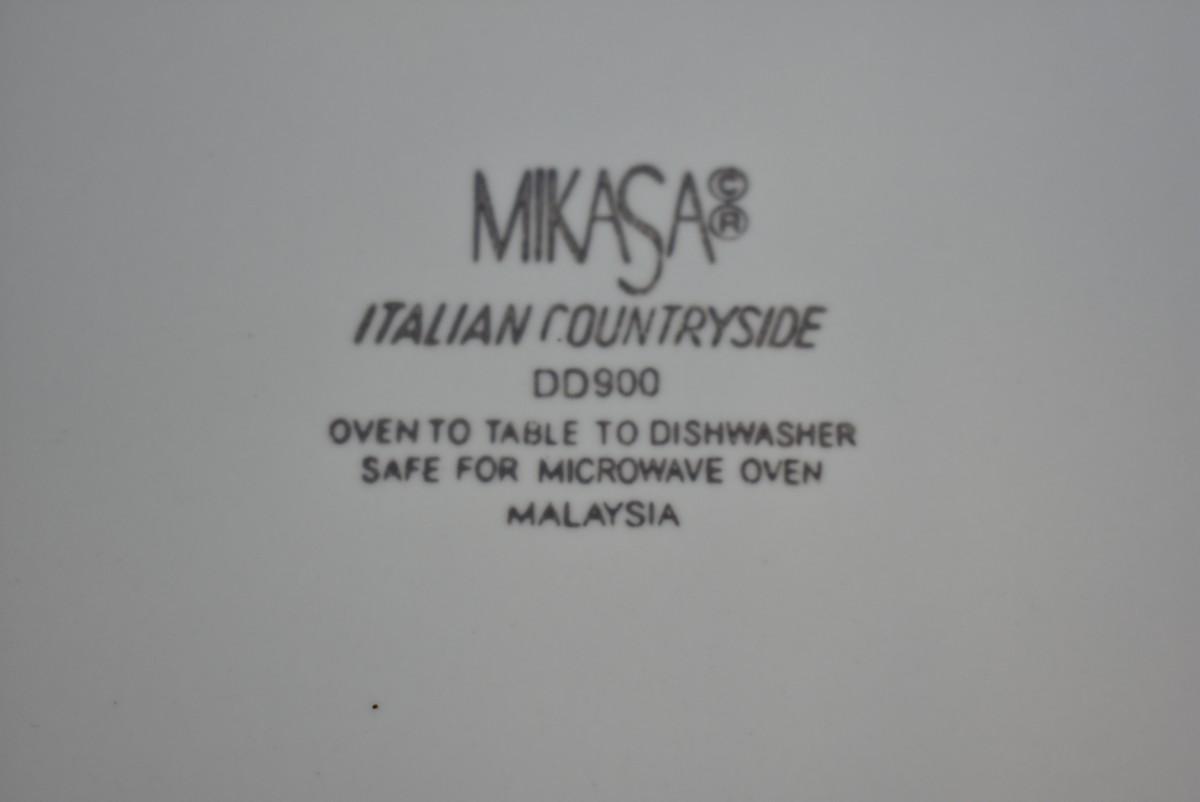 MIKASA © ®
ITALIAN COUNTRYSIDE
DD900
OVEN TO TABLE TO DISHWASHER
SAFE FOR MICROWAVE OVEN
MALAYSIA